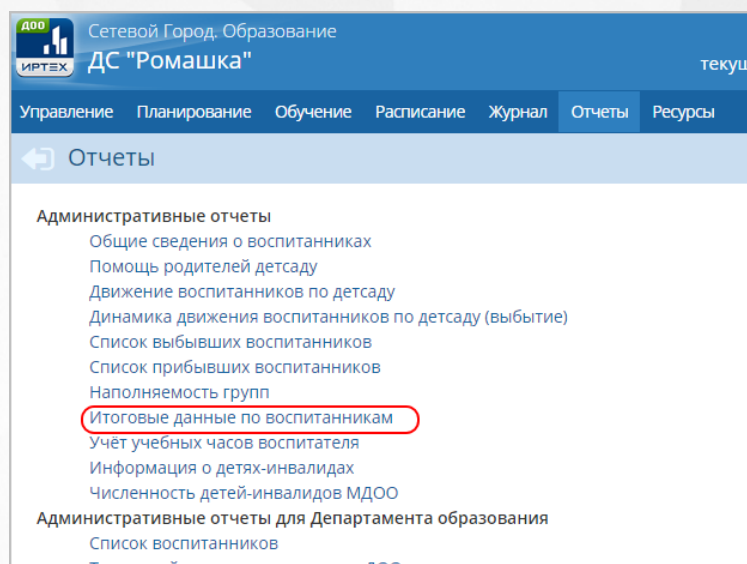 ДОО
ИРТЕХ
Сетевой Город. Образование
ДС "Ромашка"
Управление Планирование Обучение Расписание Журнал Отчеты Ресурсы
Отчеты
Административные отчеты
Общие сведения о воспитанниках
Помощь родителей детсаду
Движение воспитанников по детсаду
Динамика движения воспитанников по детсаду (выбытие)
Список выбывших воспитанников
Список прибывших воспитанников
Наполняемость групп
Итоговые данные по воспитанникам
Учёт учебных часов воспитателя
Информация о детях-инвалидах
Численность детей-инвалидов МДОО
Административные отчеты для Департамента образования
Список воспитанников